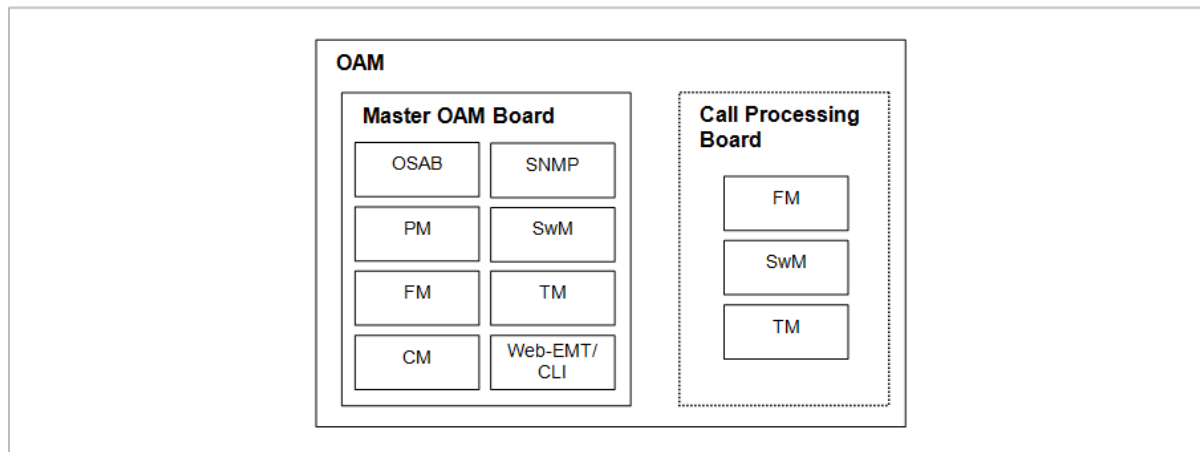 OAM
Master OAM Board
OSAB
SNMP
PM
SwM
FM
TM
CM
Web-EMT/
CLI
Call Processing
Board
FM
SwM
TM